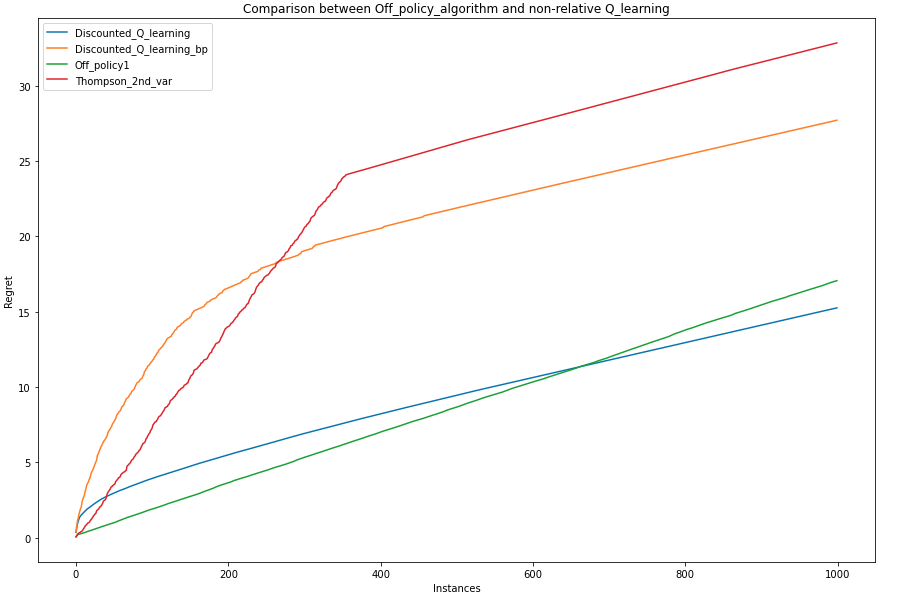 Comparison between Off_policy_algorithm and non-relative Q_learning
Discounted_Q_learning
Discounted_Q_learning_bp
Off_policy1
Thompson_2nd_var
30
25
20
15
10
5
0
Regret
0 200 400 600 800 1000
Instances